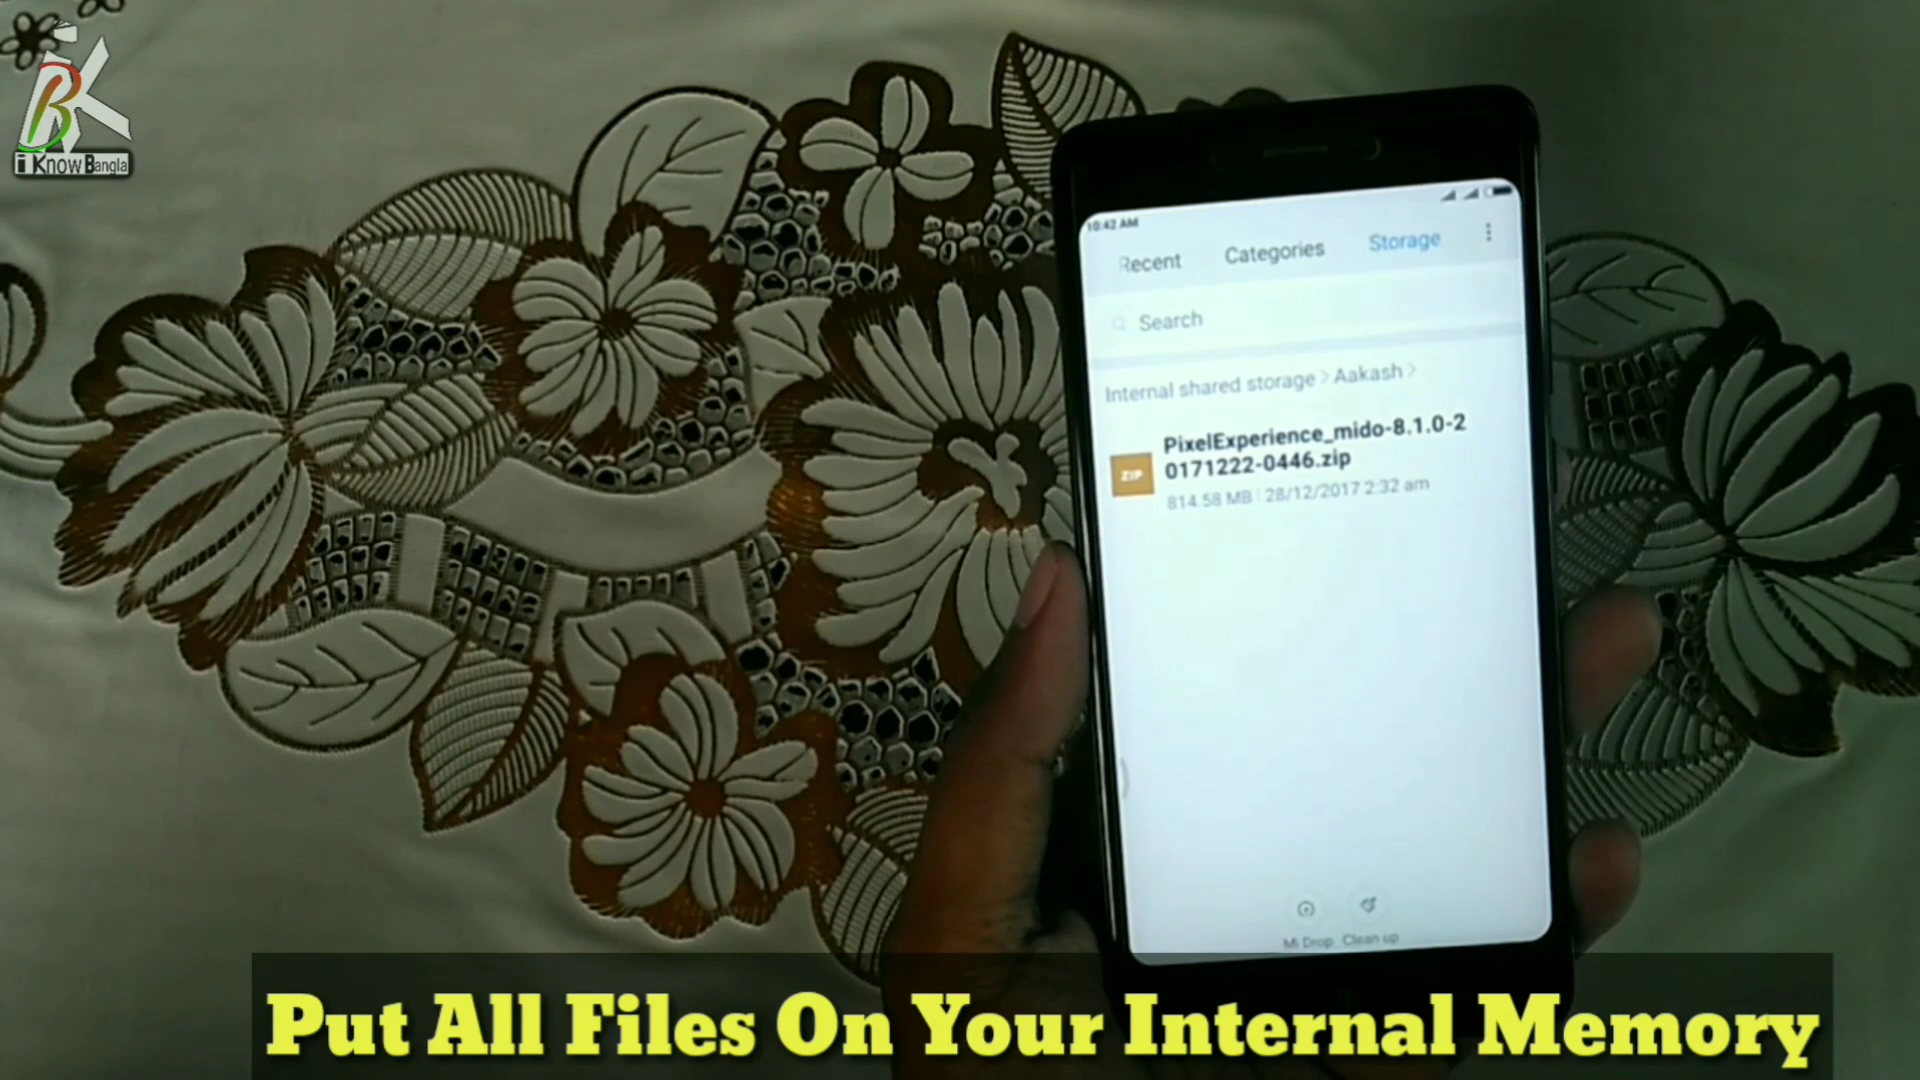 i Know Bangla
10:42 AM
Recent Categories Storage
Search
Internal shared storage > Aakash >
PixelExperience_mido-8.1.0-2
0171222-0446.zip
ZIP
814.58 MB | 28/12/2017 2:32 am
Mi Drop Clean up
Put All Files On Your Internal Memory